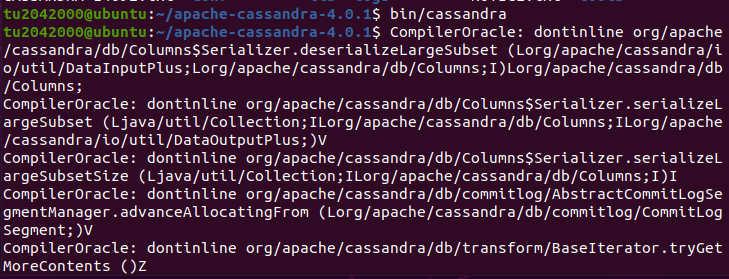 tu2042000@ubuntu:~/apache-cassandra-4.0.1$ bin/cassandra
tu2042000@ubuntu:~/apache-cassandra-4.0.1$ CompilerOracle: dontinline org/apache
/cassandra/db/Columns$Serializer.deserializeLargeSubset (Lorg/apache/cassandra/i
o/util/DataInputPlus;Lorg/apache/cassandra/db/Columns;I)Lorg/apache/cassandra/db
/Columns;
CompilerOracle: dontinline org/apache/cassandra/db/Columns$Serializer.serializeL
argeSubset (Ljava/util/Collection;ILorg/apache/cassandra/db/Columns;ILorg/apache
/cassandra/io/util/DataOutputPlus;)V
CompilerOracle: dontinline org/apache/cassandra/db/Columns$Serializer.serializeL
argeSubsetSize (Ljava/util/Collection;ILorg/apache/cassandra/db/Columns;I)I
CompilerOracle: dontinline org/apache/cassandra/db/commitlog/AbstractCommitLogSe
gmentManager.advanceAllocatingFrom (Lorg/apache/cassandra/db/commitlog/CommitLog
Segment;)V
CompilerOracle: dontinline org/apache/cassandra/db/transform/BaseIterator.tryGet
MoreContents ()Z